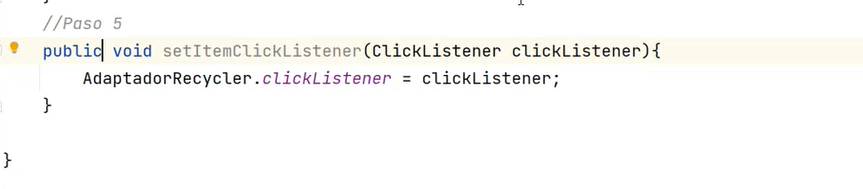 //Paso 5
public void setItemClickListener(ClickListener clickListener){
AdaptadorRecycler.clickListener = clickListener;
}
}